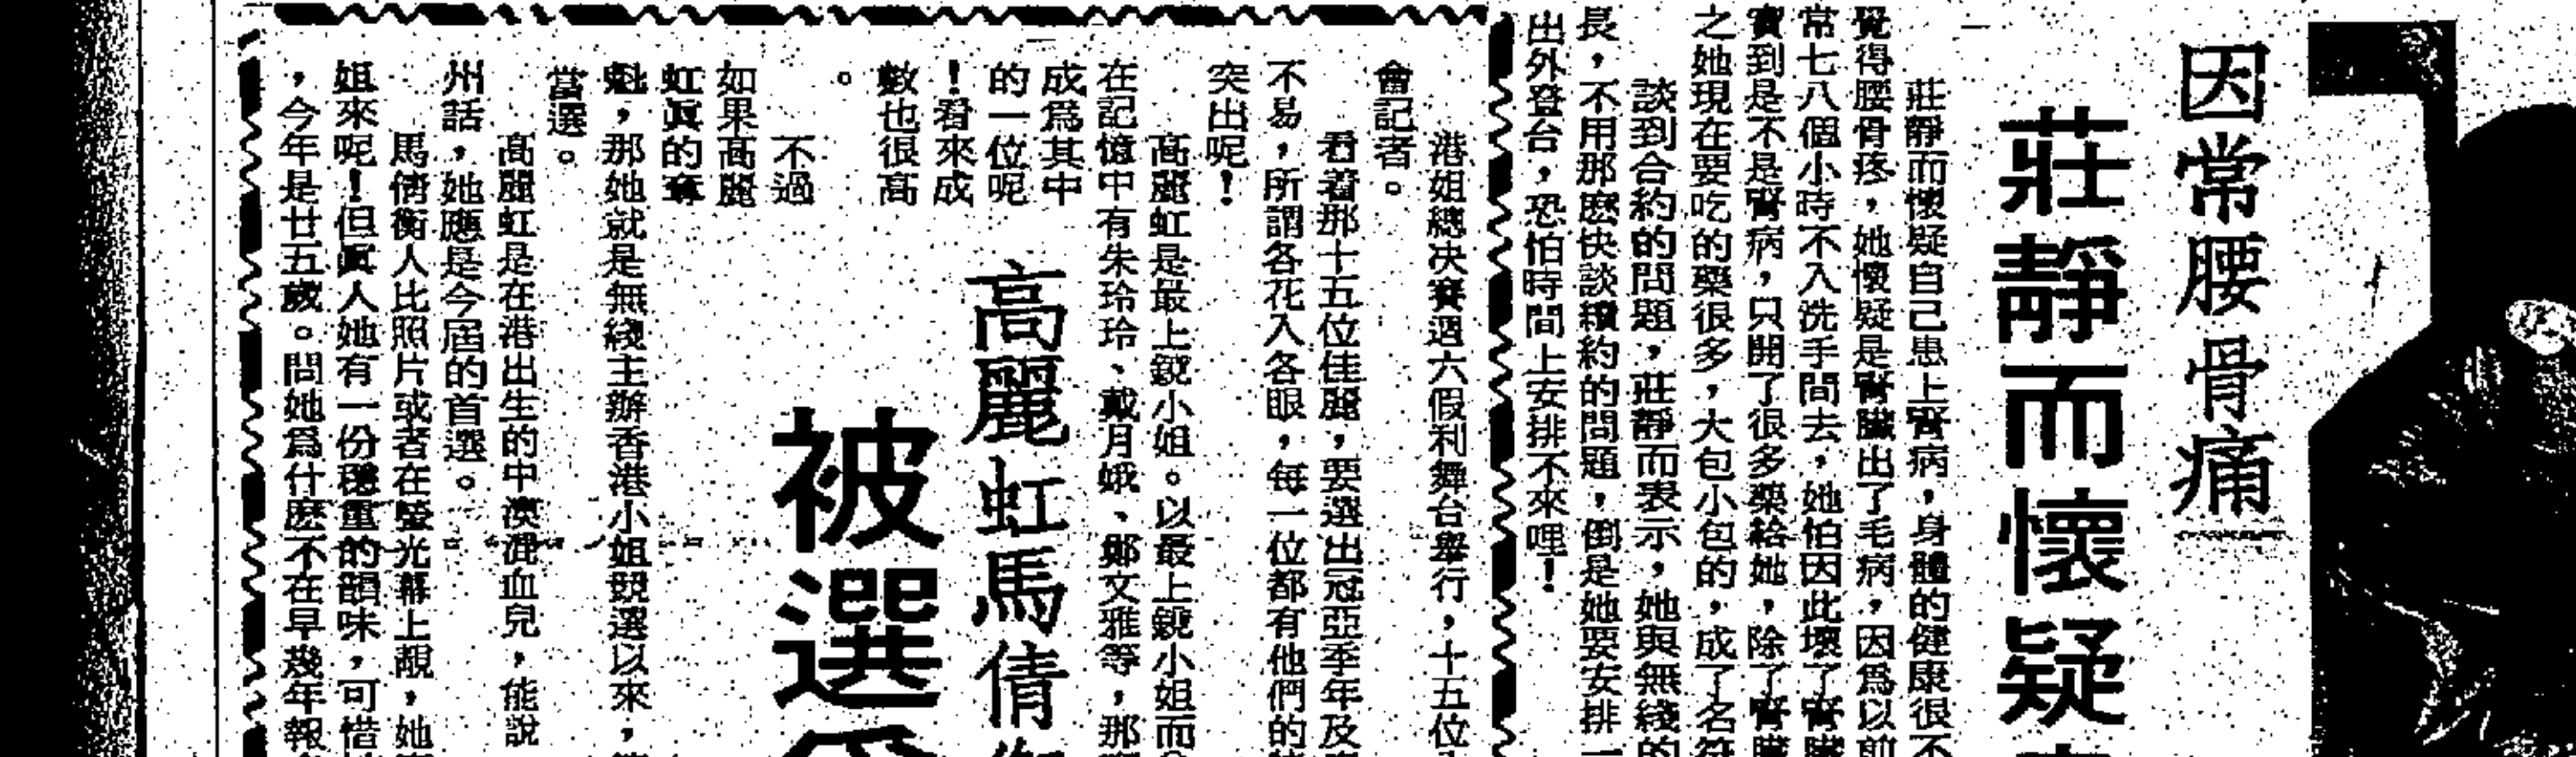 因常腰骨痛
莊靜而懷疑
莊靜而懷疑自己患上腎病，身體的健康很不
覺得腰骨疼，她懷疑是腎臟出了毛病，因爲以前
常七八個小時不入洗手間去，她怕因此壞了腎臟
實到是不是腎病，只開了很多藥給她，除了腎臟
之她現在要吃的藥很多，大包小包的，成了名符
談到合約的問題，莊靜而表示，她與無綫的
長，不用那麽快談續約的問題，倒是她要安排一
出外登台，恐怕時間上安排不來哩！
高麗虹馬倩
被選
港姐總决賽週六假利舞台舉行，十五位
會記者。
看着那十五位佳麗，要選出冠亞季年及
不易，所謂各花入各眼，每一位都有他們的
突出呢！
高麗虹是最上鏡小姐。以最上鏡小姐而
在記憶中有朱玲玲、戴月娥、鄭文雅等，那
成爲其中
的一位呢
！看來成
數也很高
。
不過
如果高麗
虹眞的奪
魁，那她就是無綫主辦香港小姐競選以來，
當選。
高麗虹是在港出生的中澳混血兒，能說
州話，她應是今屆的首選。
馬倩衡人比照片或者在螢光幕上靚，她
姐來呢！但眞人她有一份穩重的韻味，可惜
，今年是廿五歲。問她爲什麽不在早幾年報